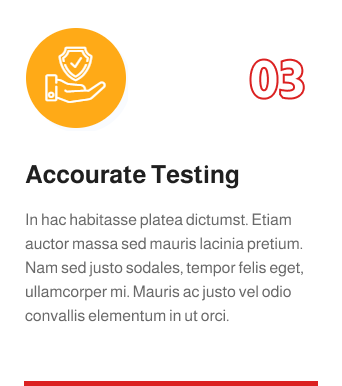 03
Accourate Testing
In hac habitasse platea dictumst. Etiam
auctor massa sed mauris lacinia pretium.
Nam sed justo sodales, tempor felis eget,
ullamcorper mi. Mauris ac justo vel odio
convallis elementum in ut orci.